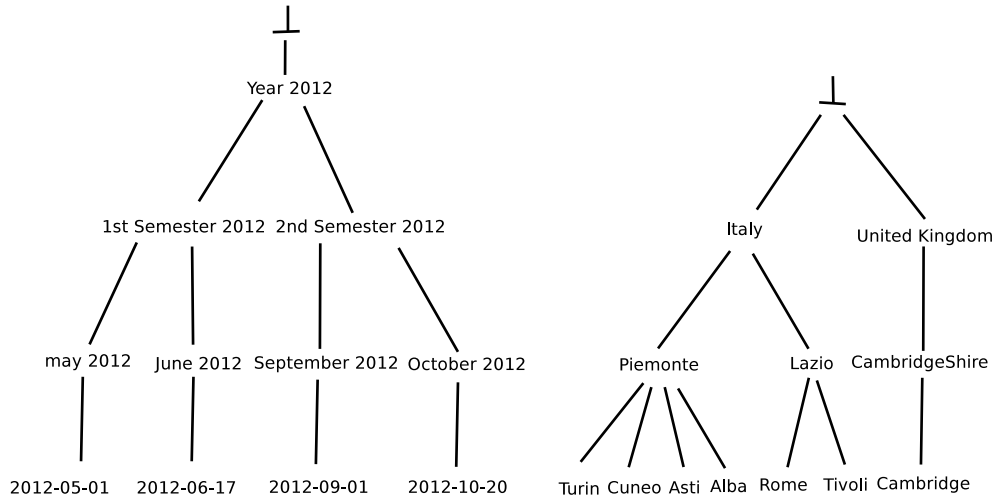 Year 2012
1st Semester 2012 2nd Semester 2012
may 2012 June 2012 September 2012 October 2012
2012-05-01 2012-06-17 2012-09-01 2012-10-20
Italy United Kingdom
Piemonte Lazio CambridgeShire
Turin Cuneo Asti Alba Rome Tivoli Cambridge